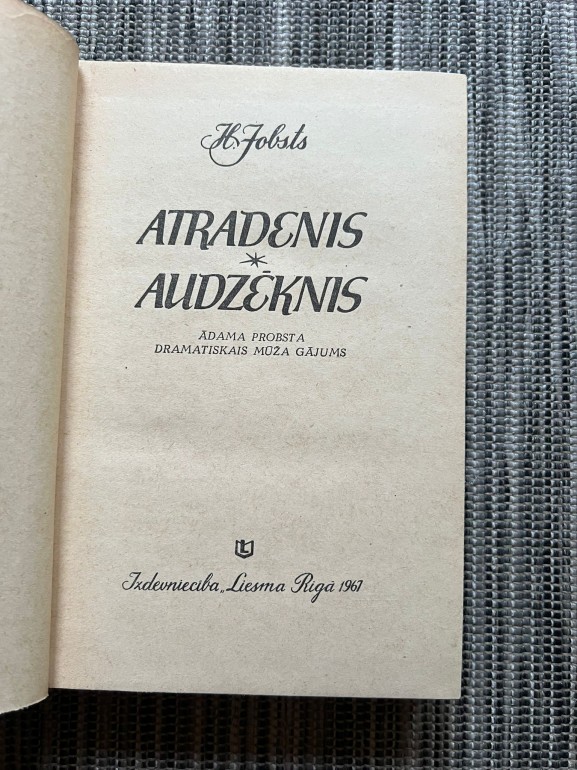 H. Jobsts
ATRADENIS
AUDZĒKNIS
ĀDAMA PROBSTA
DRAMATISKAIS MŪŽA GĀJUMS
Izdevniecība „Liesma Rīgā 1967